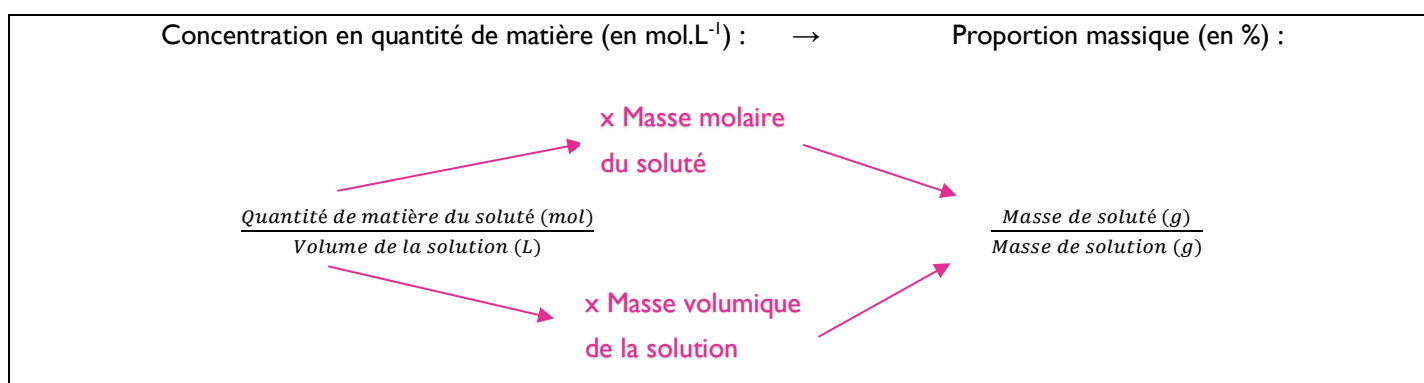 Concentration en quantité de matière (en mol.L⁻¹) : → Proportion massique (en %) :
x Masse molaire
du soluté
Quantité de matière du soluté (mol)
Volume de la solution (L)
Masse de soluté (g)
Masse de solution (g)
x Masse volumique
de la solution